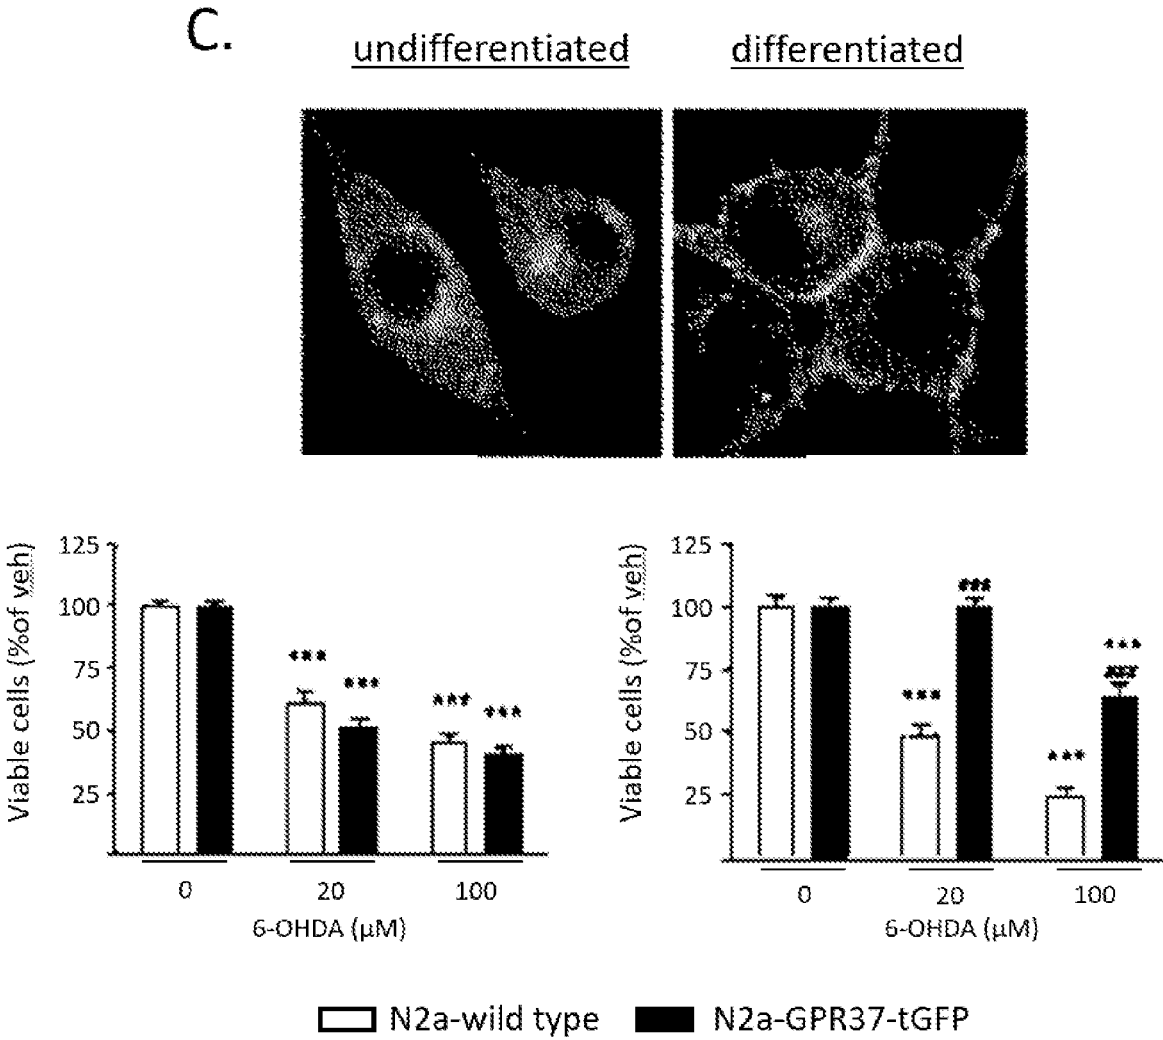 C.
undifferentiated
differentiated
Viable cells (%of veh)
125
100
75
50
25
***
***
***
***
0
20
100
6-OHDA (µM)
Viable cells (%of veh)
125
100
75
50
25
***
###
***
***
###
0
20
100
6-OHDA (µM)
N2a-wild type
N2a-GPR37-tGFP